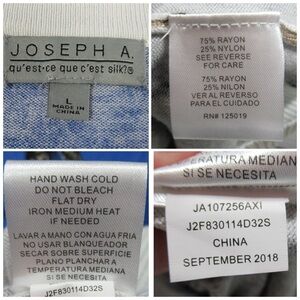 JOSEPH A.
qu'est·ce que c'est silk?®
L
MADE IN
CHINA
75% RAYON
25% NYLON
SEE REVERSE
FOR CARE
75% RAYON
25% NILON
VER AL REVERSO
PARA EL CUIDADO
RN# 125019
HAND WASH COLD
DO NOT BLEACH
FLAT DRY
IRON MEDIUM HEAT
IF NEEDED
LAVAR A MANO CON AGUA FRIA
NO USAR BLANQUEADOR
SECAR SOBRE SUPERFICIE
PLANO PLANCHAR A
TEMPERATURA MEDIANA
SI SE NECESITA
TEMPERATURA MEDIANA
SI SE NECESITA
JA107256AXI
J2F830114D32S
CHINA
SEPTEMBER 2018